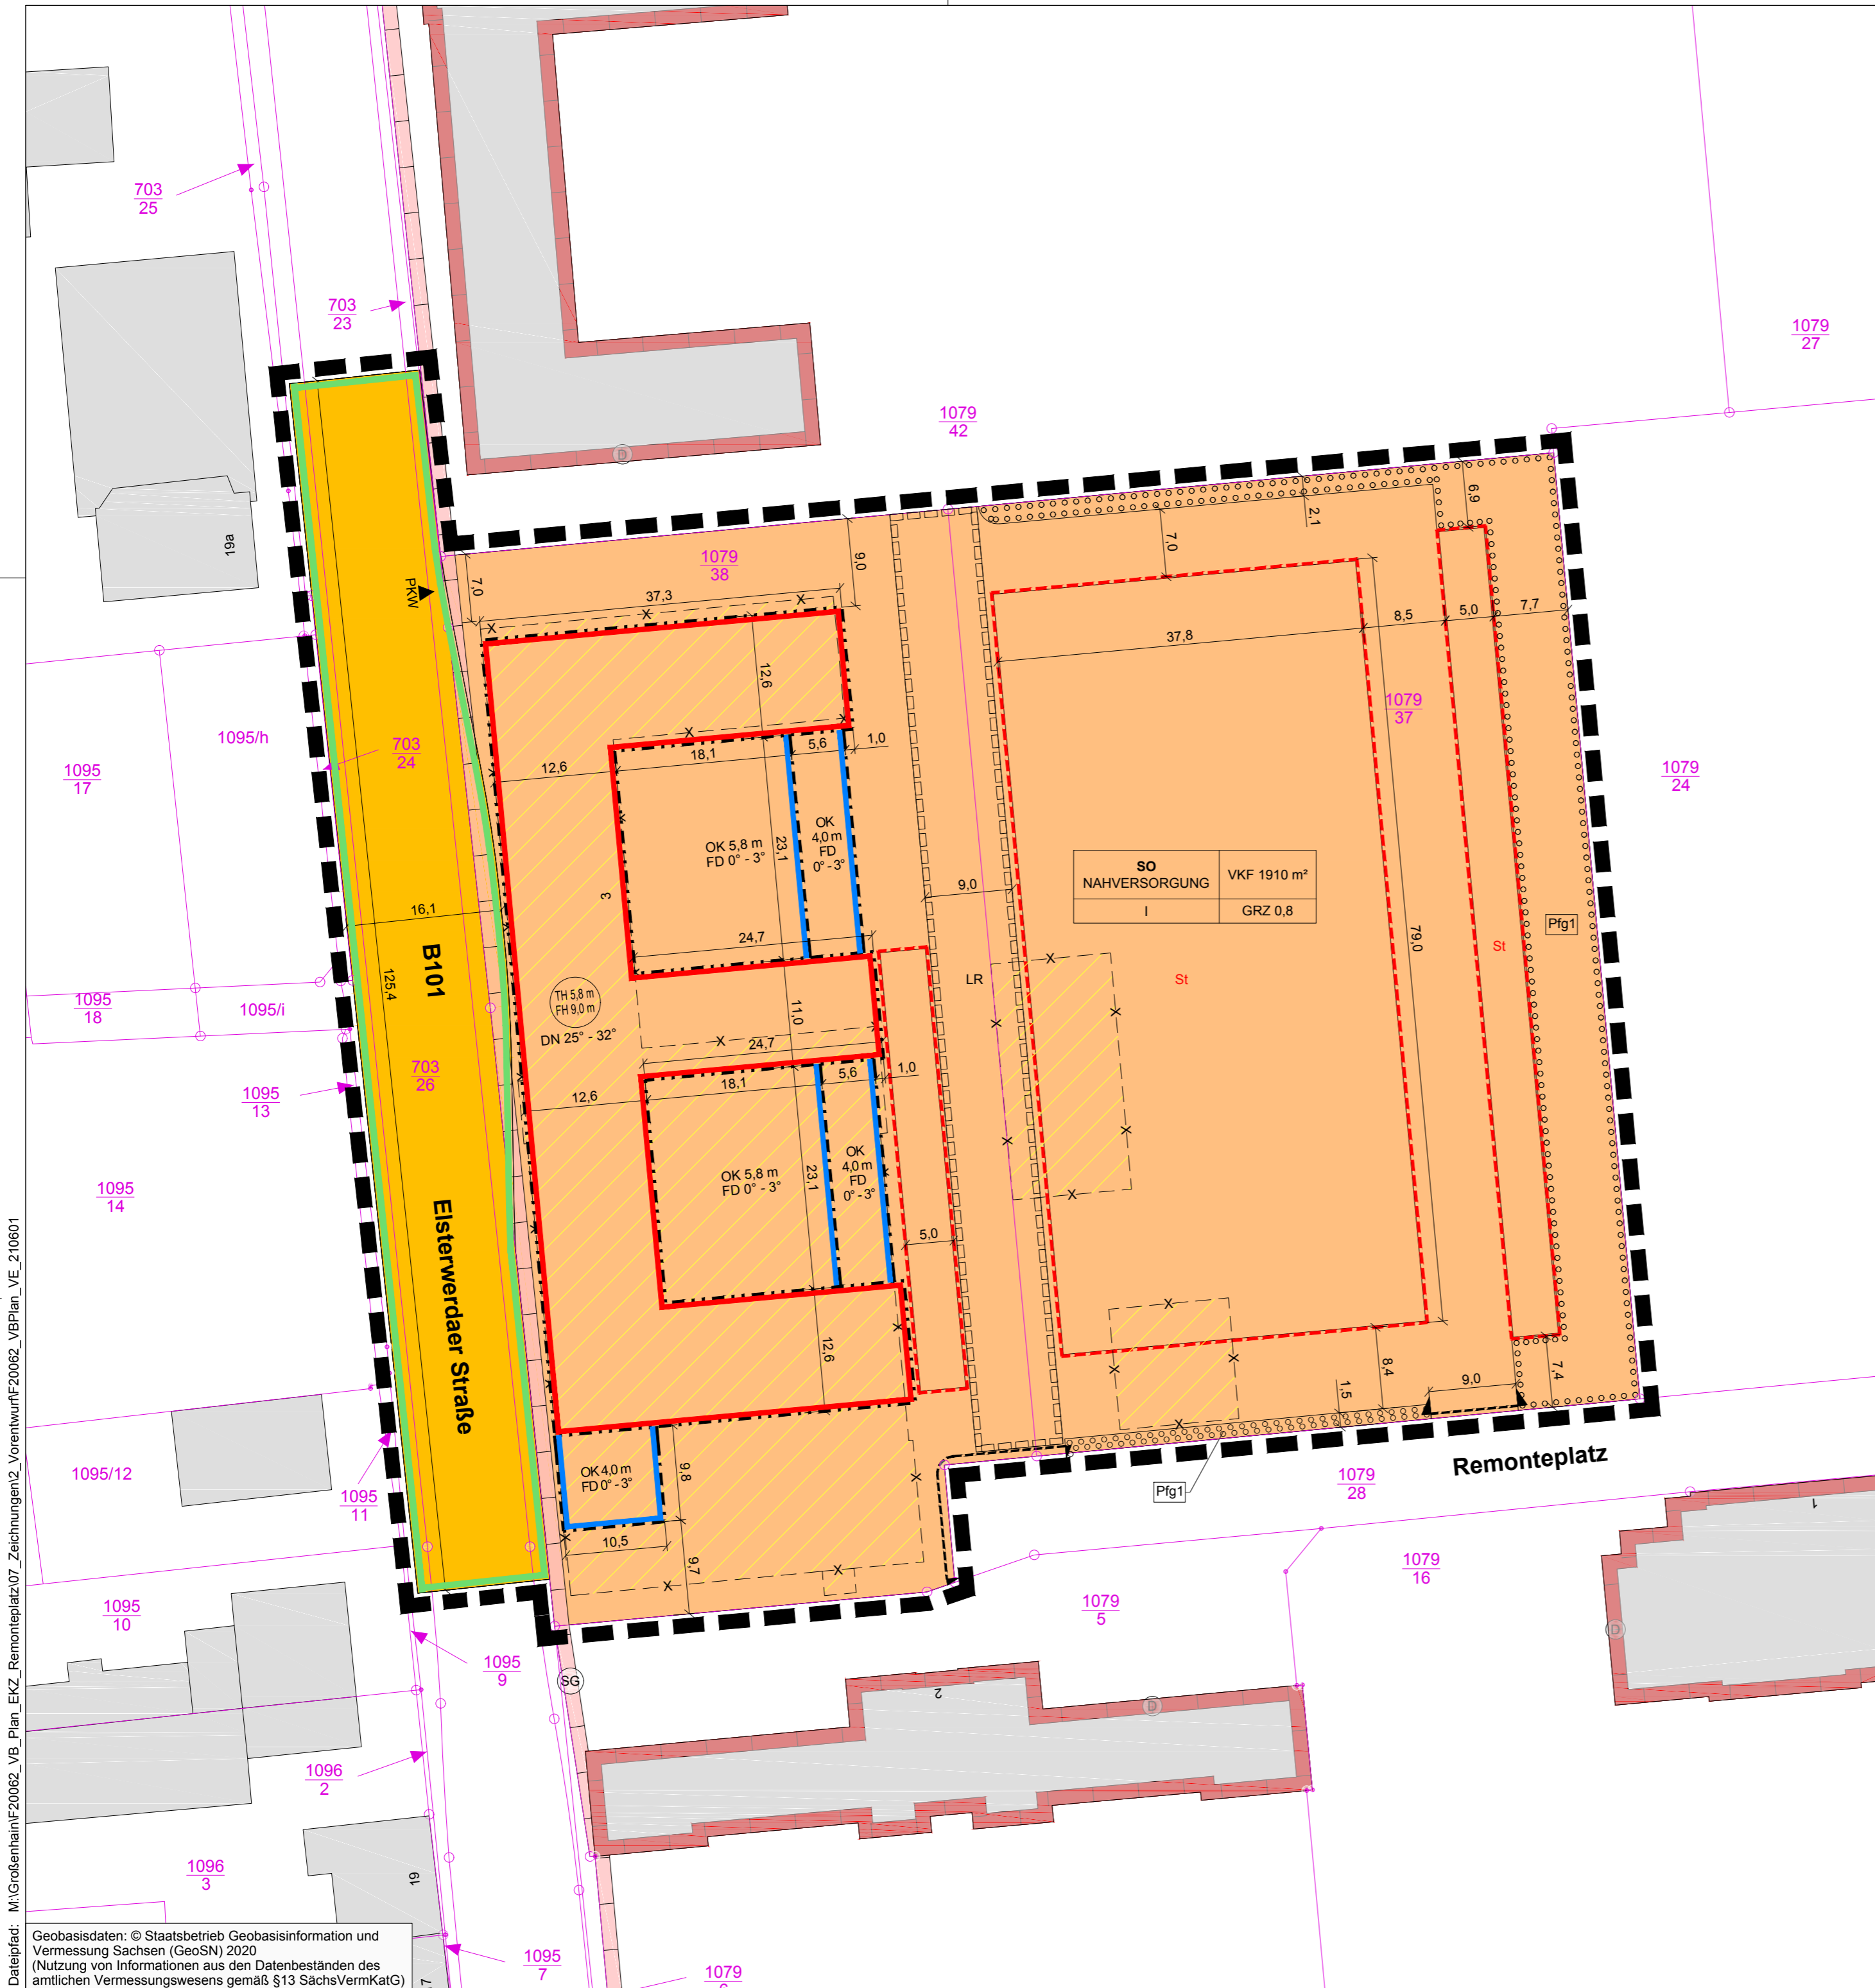 703
25
703
23
1079
27
1079
42
19a
PKW
1079
38
7,0
9,0
37,3
6,9
2,1
7,0
8,5
5,0
7,7
37,8
12,6
1079
37
1095
17
1095/h
703
24
12,6
18,1
5,6
1,0
1079
24
OK 5,8 m
FD 0° - 3°
23,1
OK
4,0 m
FD
0° - 3°
3
9,0
SO
NAHVERSORGUNG
VKF 1910 m²
I
GRZ 0,8
16,1
B101
125,4
24,7
79,0
Pfg1
St
St
LR
1095
18
1095/i
TH 5,8 m
FH 9,0 m
DN 25° - 32°
11,0
24,7
703
26
1095
13
12,6
18,1
5,6
1,0
1095
14
OK 5,8 m
FD 0° - 3°
23,1
OK
4,0 m
FD
0° - 3°
5,0
Elsterwerdaer Straße
12,6
1,5
8,4
9,0
7,4
Remonteplatz
1095/12
1095
11
OK 4,0 m
FD 0° - 3°
9,8
10,5
9,7
Pfg1
1079
28
1
1079
16
1095
10
1079
5
D
D
D
1095
9
SG
2
1096
2
1096
3
19
1095
7
1079
Geobasisdaten: © Staatsbetrieb Geobasisinformation und
Vermessung Sachsen (GeoSN) 2020
(Nutzung von Informationen aus den Datenbeständen des
amtlichen Vermessungswesens gemäß §13 SächsVermKatG)
Dateipfad: M:\Großenhain\F20062_VB_Plan_EKZ_Remonteplatz\07_Zeichnungen\2_Vorentwurf\F20062_VBPlan_VE_210601